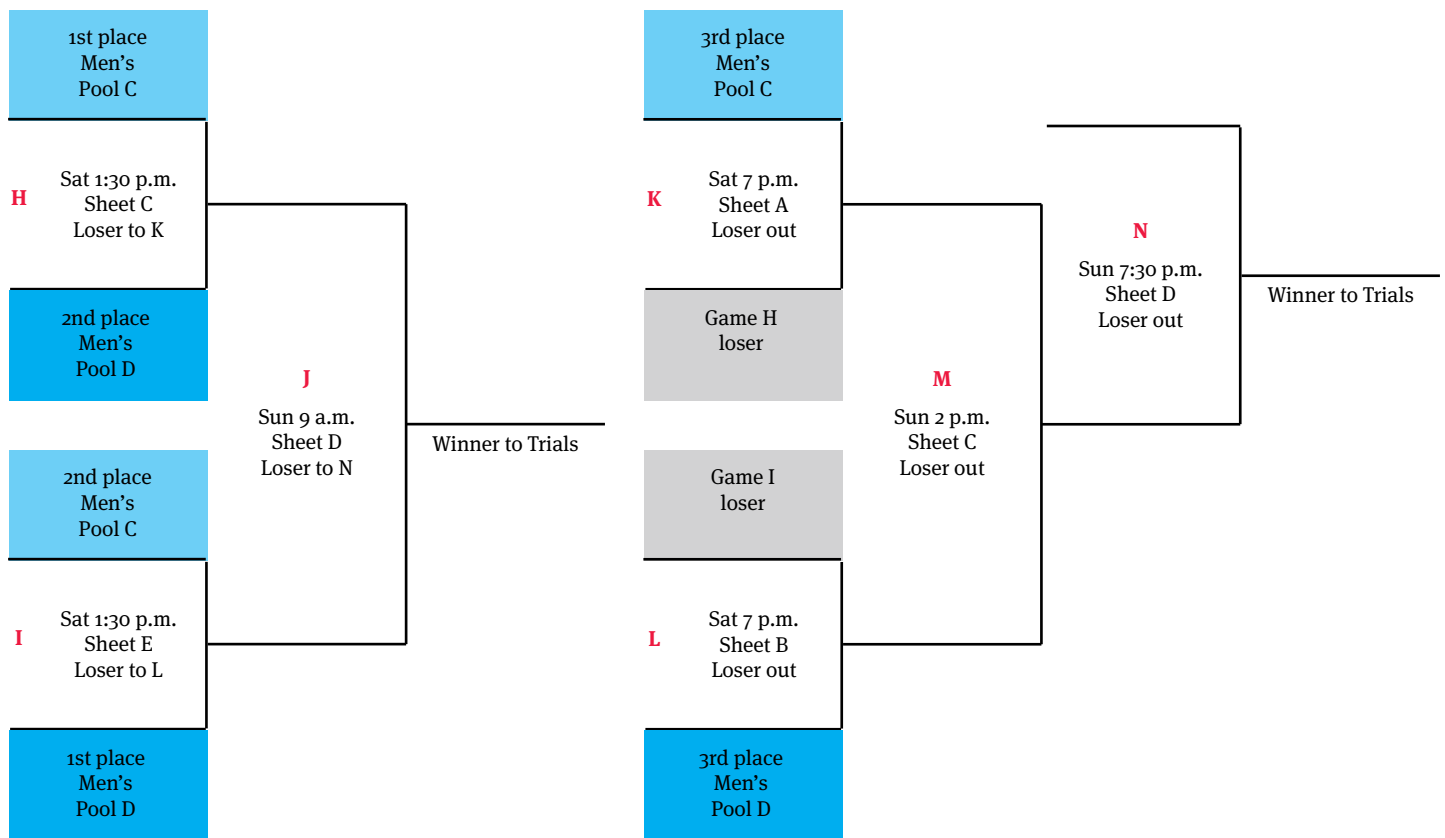 1st place
Men's
Pool C
H
Sat 1:30 p.m.
Sheet C
Loser to K
2nd place
Men's
Pool D
J
Sun 9 a.m.
Sheet D
Loser to N
Winner to Trials
2nd place
Men's
Pool C
I
Sat 1:30 p.m.
Sheet E
Loser to L
1st place
Men's
Pool D
3rd place
Men's
Pool C
K
Sat 7 p.m.
Sheet A
Loser out
Game H
loser
M
Sun 2 p.m.
Sheet C
Loser out
Game I
loser
L
Sat 7 p.m.
Sheet B
Loser out
3rd place
Men's
Pool D
N
Sun 7:30 p.m.
Sheet D
Loser out
Winner to Trials